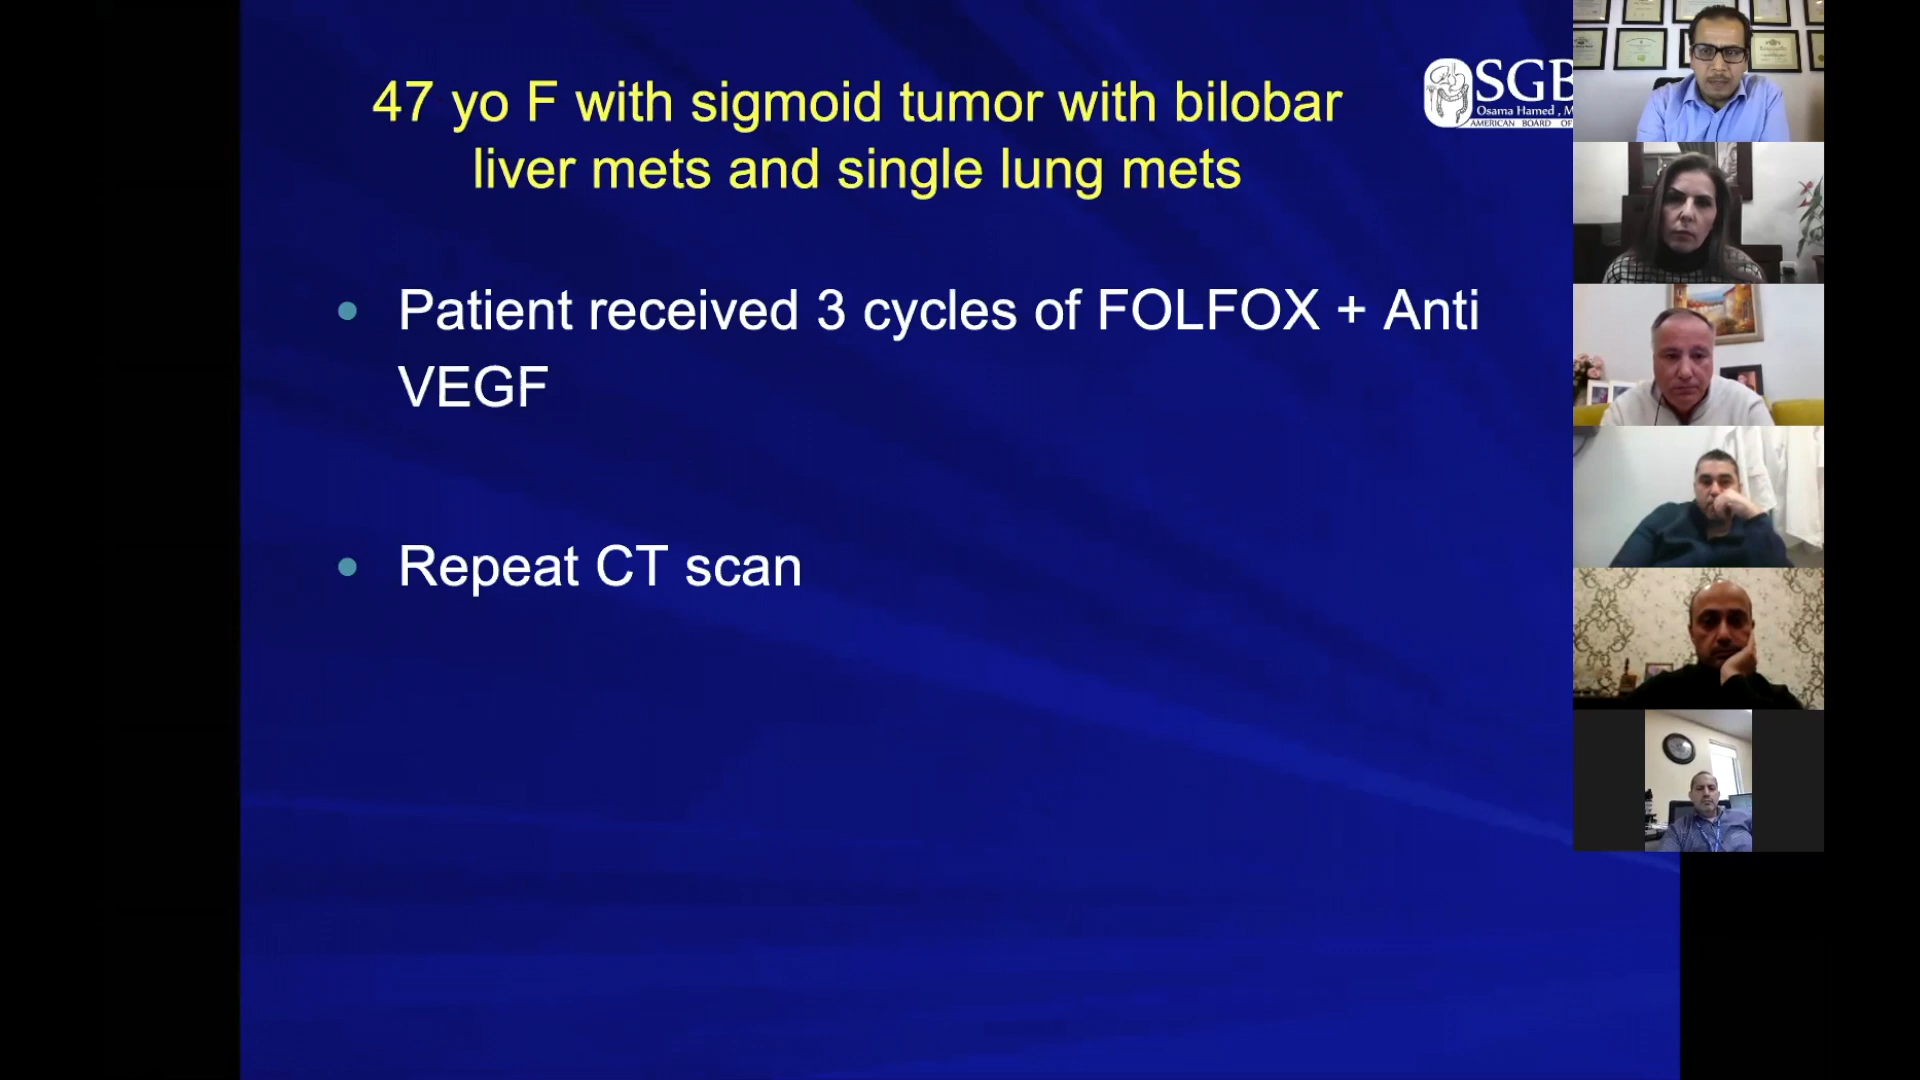 47 yo F with sigmoid tumor with bilobar
liver mets and single lung mets
SGB
Osama Hamed , M
AMERICAN BOARD OF
• Patient received 3 cycles of FOLFOX + Anti
VEGF
• Repeat CT scan